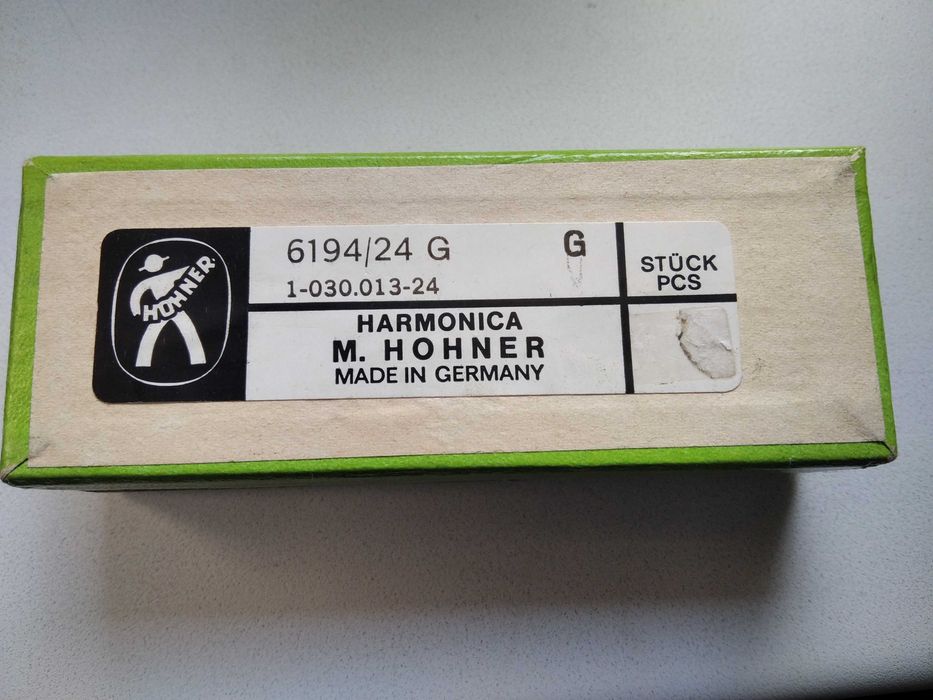 HOHNER
6194/24 G
G
1-030.013-24
HARMONICA
M. HOHNER
MADE IN GERMANY
STÜCK
PCS